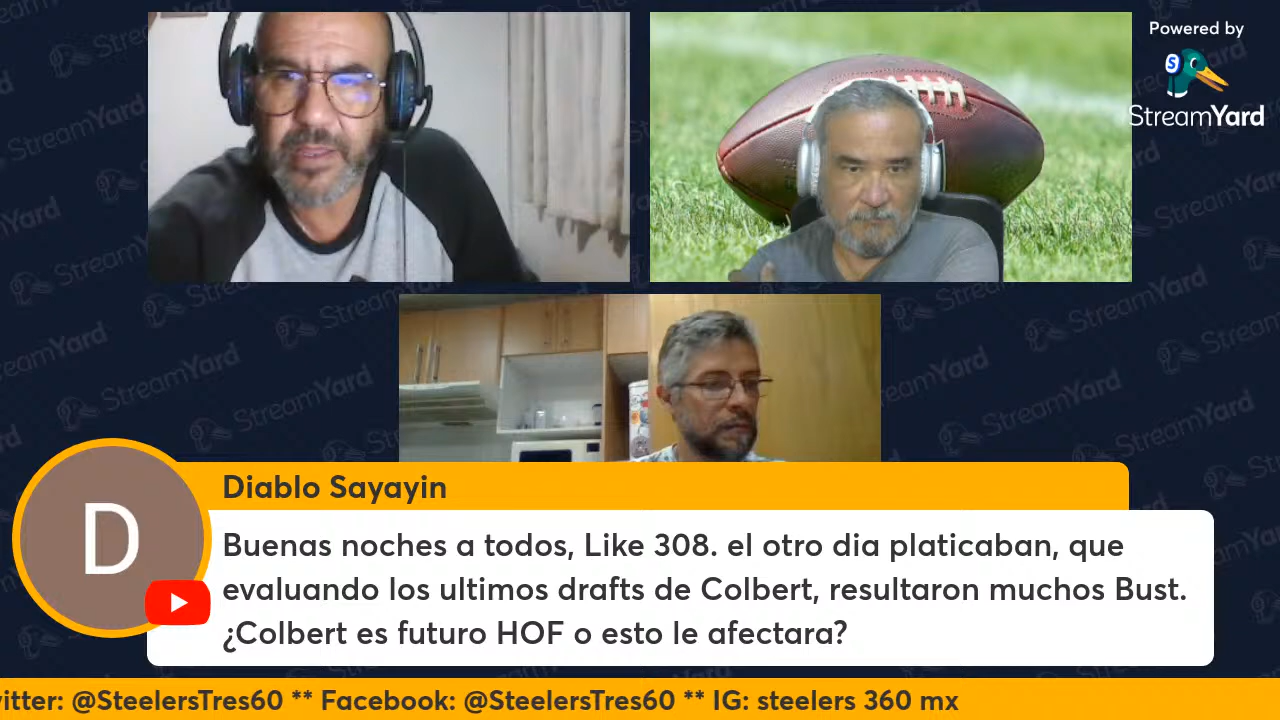 Powered by
StreamYard
Diablo Sayayin
D
Buenas noches a todos, Like 308. el otro dia platicaban, que
evaluando los ultimos drafts de Colbert, resultaron muchos Bust.
¿Colbert es futuro HOF o esto le afectara?
itter: @SteelersTres60 ** Facebook: @SteelersTres60 ** IG: steelers 360 mx